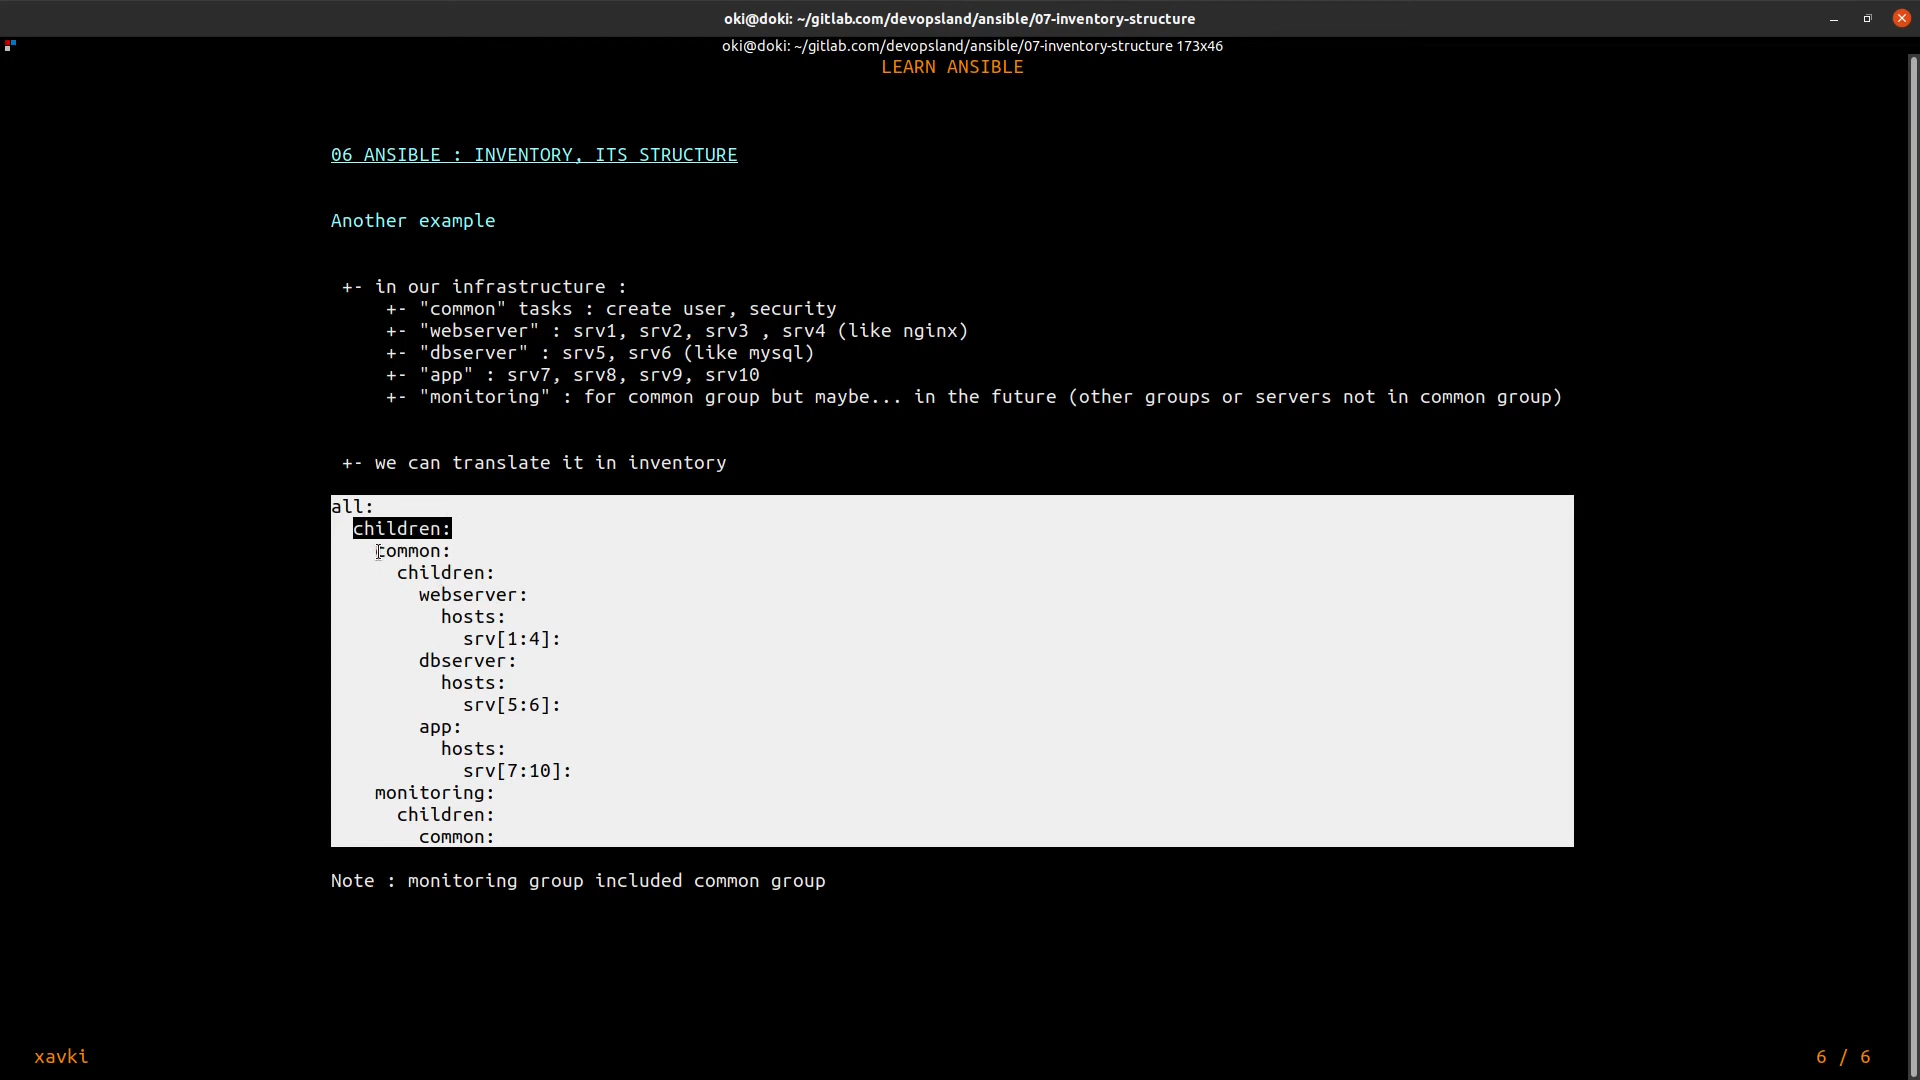 oki@doki: ~/gitlab.com/devopsland/ansible/07-inventory-structure
oki@doki: ~/gitlab.com/devopsland/ansible/07-inventory-structure 173x46
LEARN ANSIBLE
06 ANSIBLE : INVENTORY, ITS STRUCTURE
Another example
+- in our infrastructure :
+- "common" tasks : create user, security
+- "webserver" : srv1, srv2, srv3 , srv4 (like nginx)
+- "dbserver" : srv5, srv6 (like mysql)
+- "app" : srv7, srv8, srv9, srv10
+- "monitoring" : for common group but maybe... in the future (other groups or servers not in common group)
+- we can translate it in inventory
all:
  children:
    common:
      children:
        webserver:
          hosts:
            srv[1:4]:
        dbserver:
          hosts:
            srv[5:6]:
        app:
          hosts:
            srv[7:10]:
    monitoring:
      children:
        common:
Note : monitoring group included common group
xavki
6 / 6